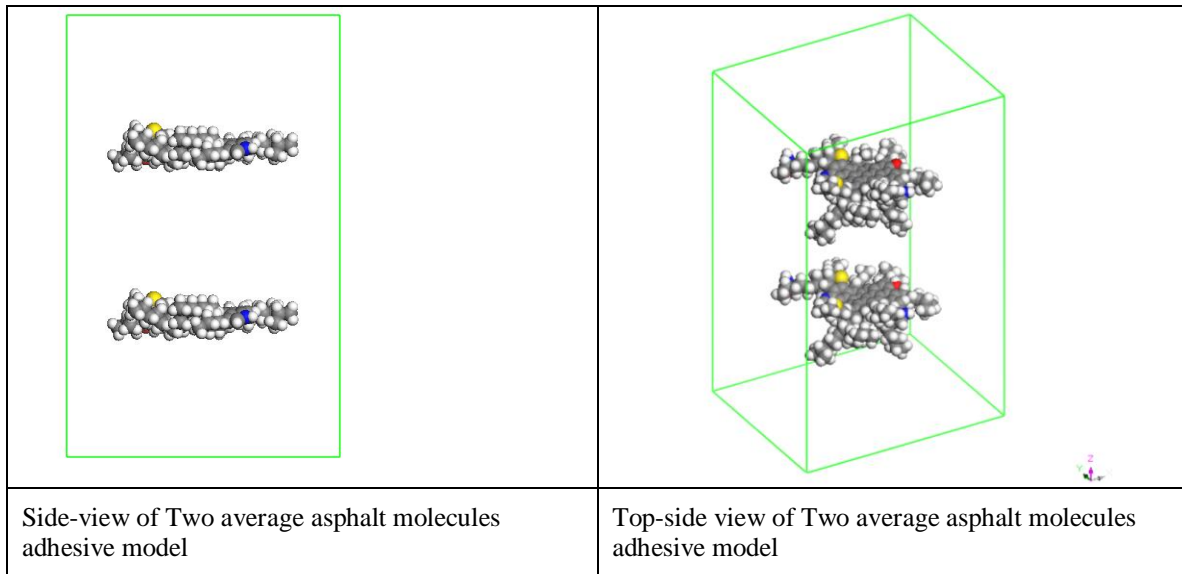 Z
Y
Side-view of Two average asphalt molecules
adhesive model
Top-side view of Two average asphalt molecules
adhesive model